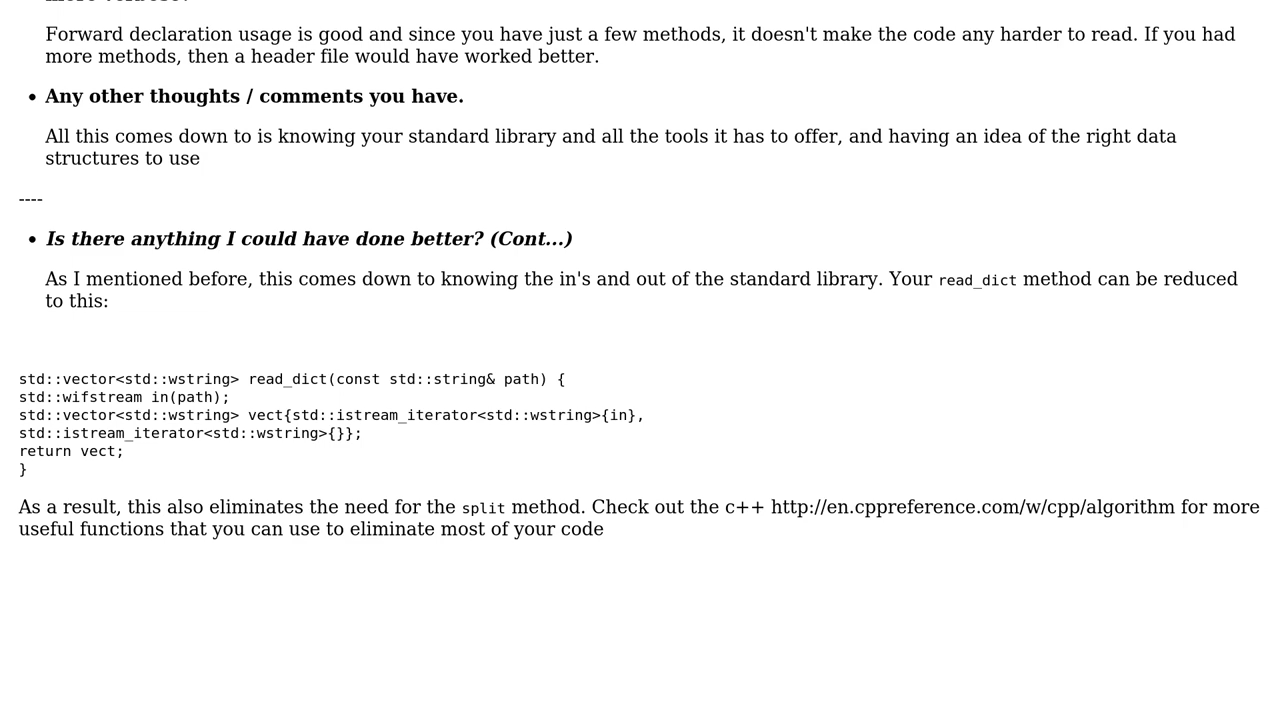 Forward declaration usage is good and since you have just a few methods, it doesn't make the code any harder to read. If you had
more methods, then a header file would have worked better.
• Any other thoughts / comments you have.
All this comes down to is knowing your standard library and all the tools it has to offer, and having an idea of the right data
structures to use
----
• Is there anything I could have done better? (Cont...)
As I mentioned before, this comes down to knowing the in's and out of the standard library. Your read_dict method can be reduced
to this:
std::vector<std::wstring> read_dict(const std::string& path) {
std::wifstream in(path);
std::vector<std::wstring> vect{std::istream_iterator<std::wstring>{in},
std::istream_iterator<std::wstring>{}};
return vect;
}
As a result, this also eliminates the need for the split method. Check out the c++ http://en.cppreference.com/w/cpp/algorithm for more
useful functions that you can use to eliminate most of your code